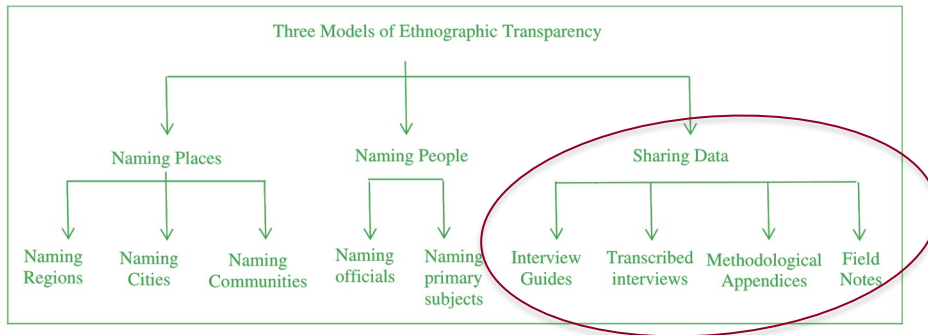 Three Models of Ethnographic Transparency
Naming Places
Naming People
Sharing Data
Naming
Regions
Naming
Cities
Naming
Communities
Naming
officials
Naming
primary
subjects
Interview
Guides
Transcribed
interviews
Methodological
Appendices
Field
Notes